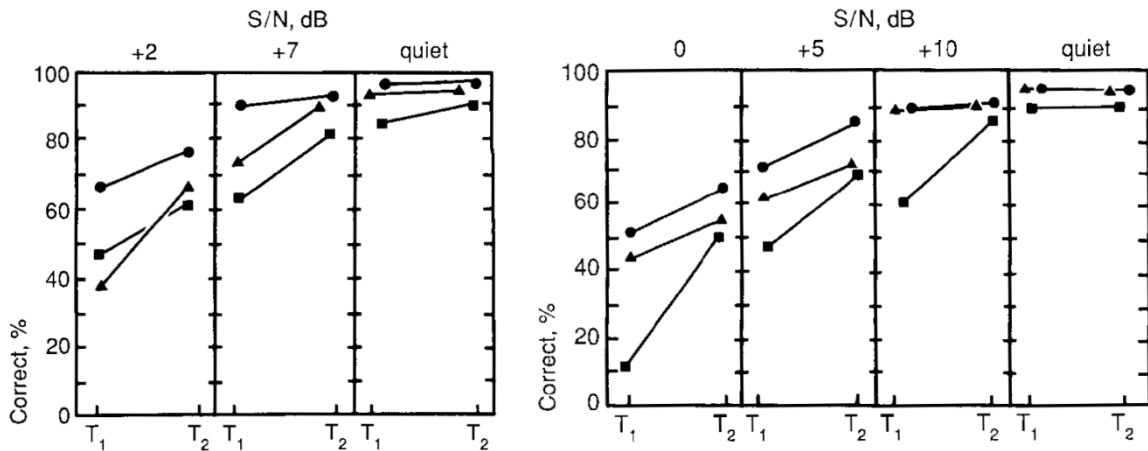 S/N, dB
+2 +7 quiet
100
80
60
40
20
0
Correct, %
T1 T2 T1 T2 T1 T2
S/N, dB
0 +5 +10 quiet
100
80
60
40
20
0
Correct, %
T1 T2 T1 T2 T1 T2 T1 T2